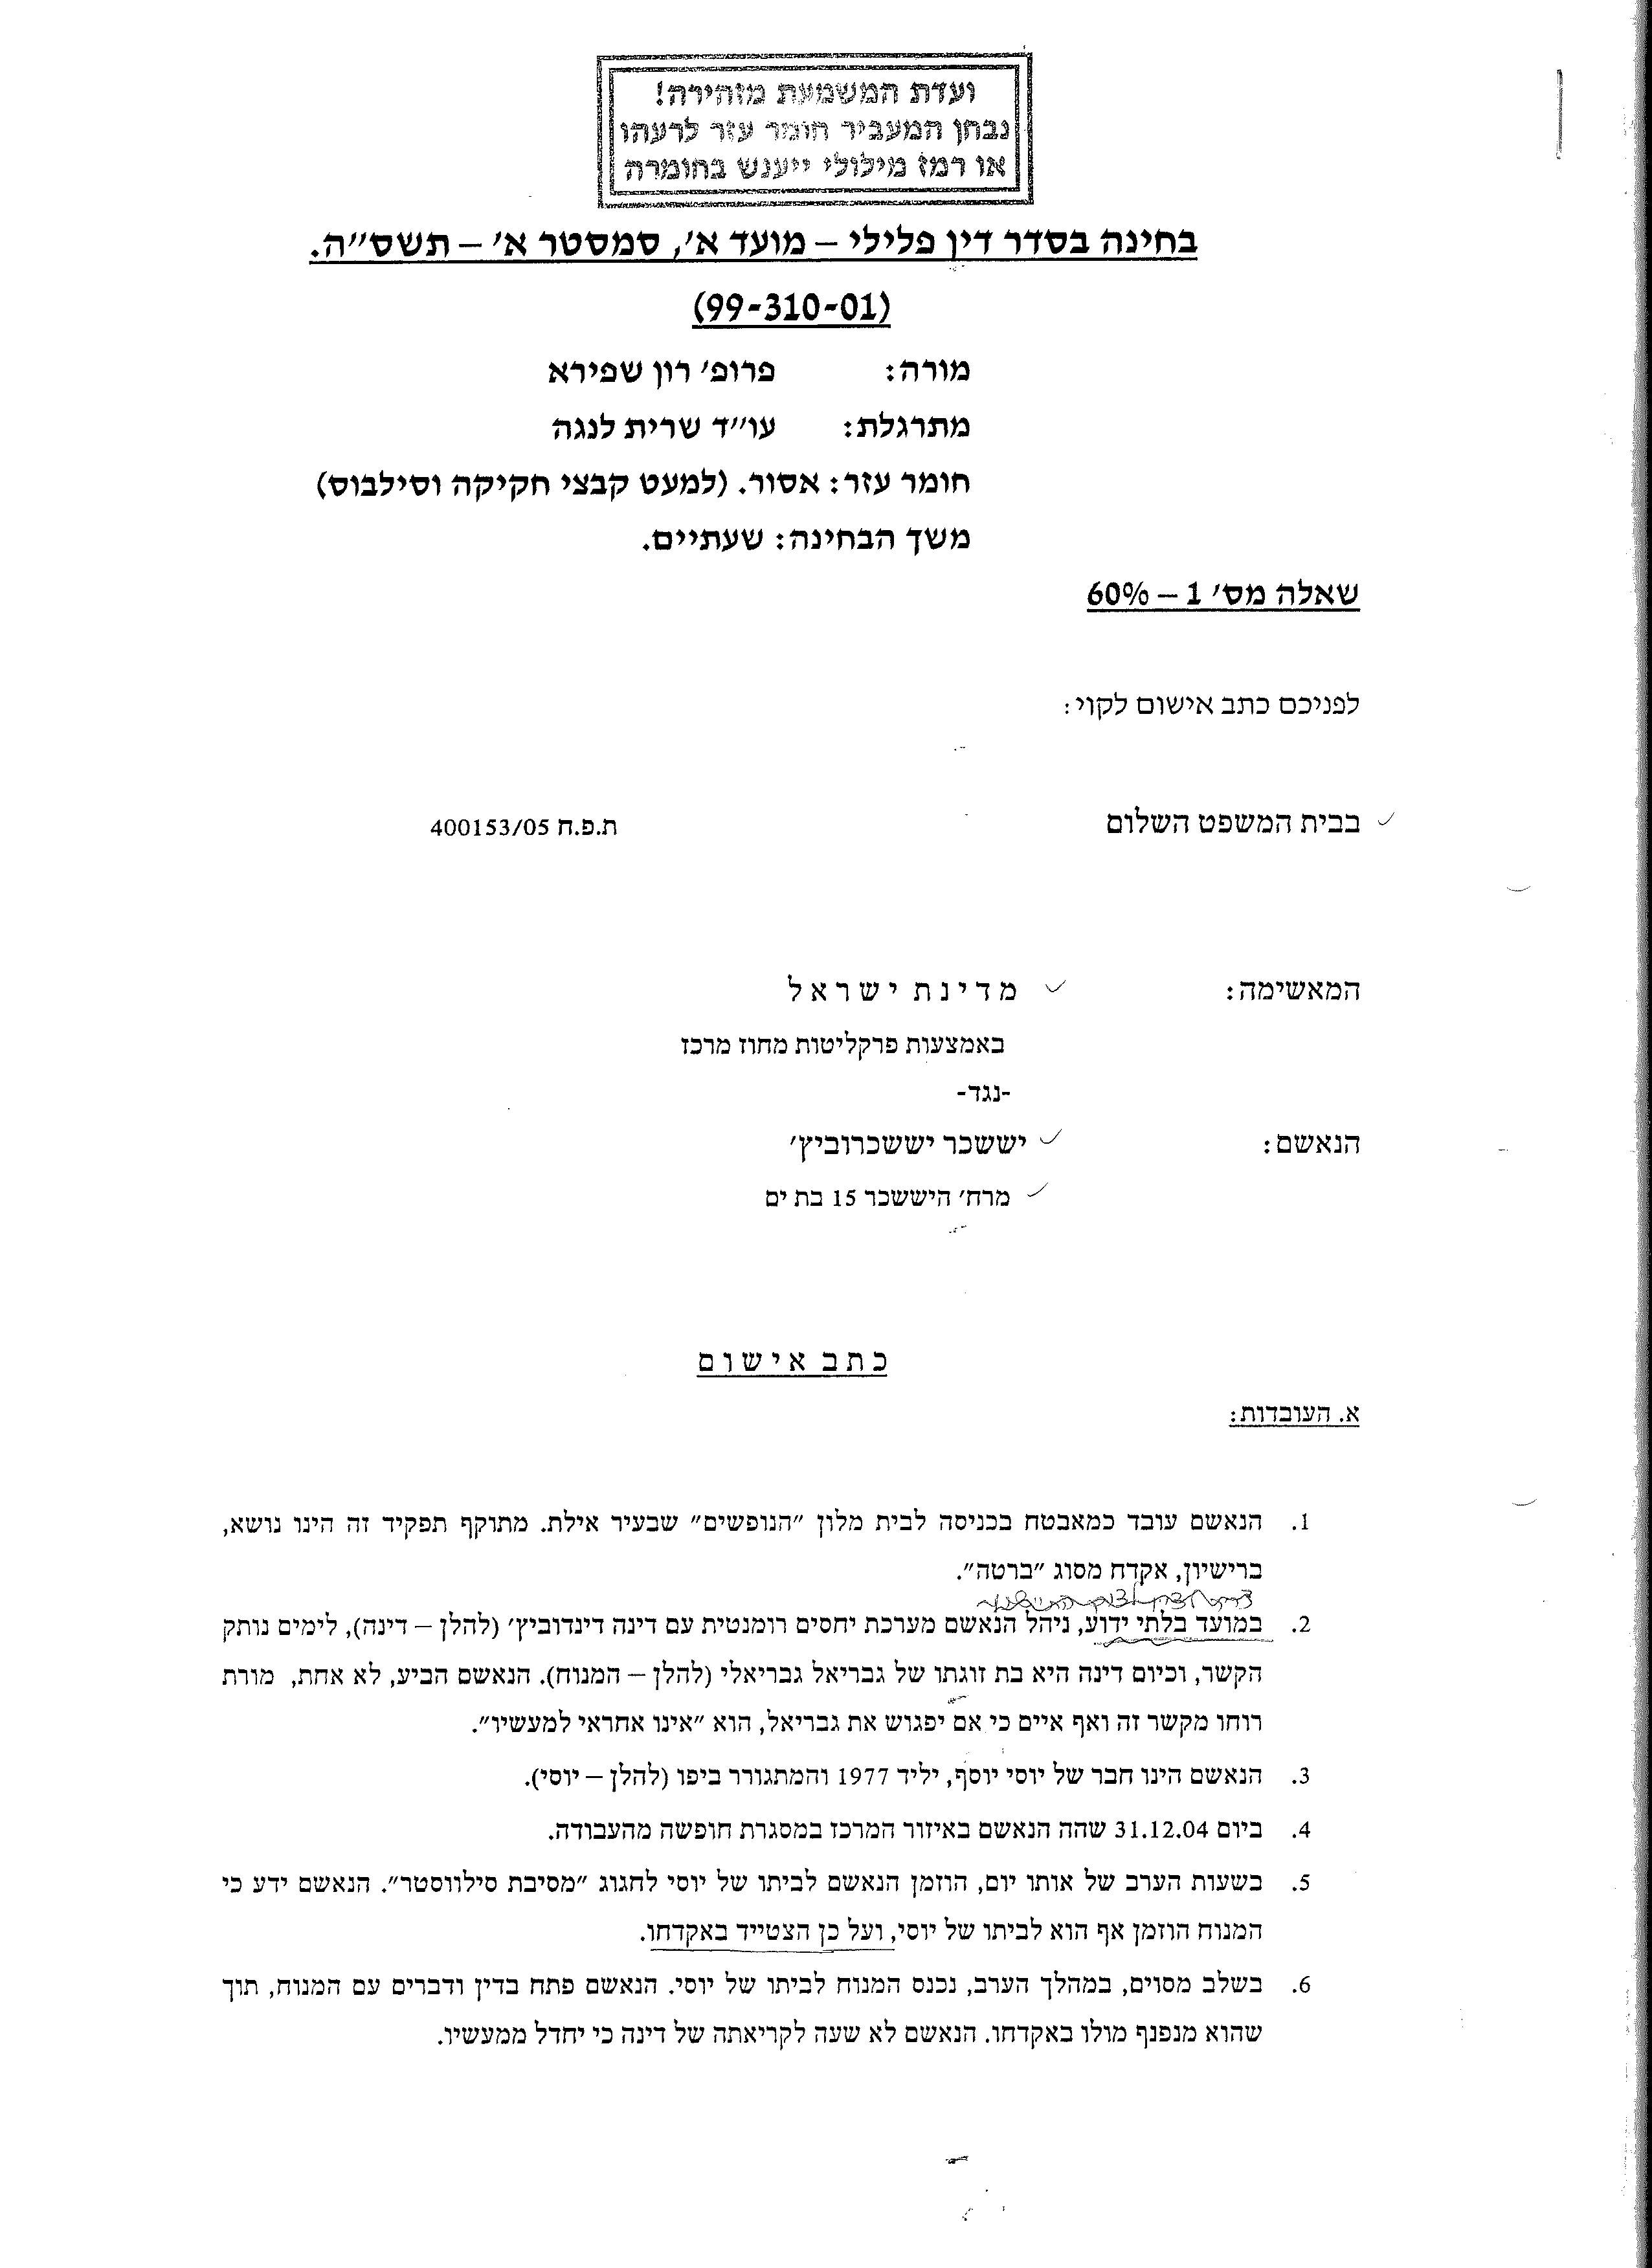 ועדת המשמעת מזהירה!
נבחן המעביר חומר עזר לרעהו
או רמז מילולי ייענש בחומרה
בחינה בסדר דין פלילי – מועד א׳, סמסטר א׳ – תשס״ה.
(99-310-01)
מורה: פרופ׳ רון שפירא
מתרגלת: עו״ד שרית לנגה
חומר עזר: אסור. (למעט קבצי חקיקה וסילבוס)
משך הבחינה: שעתיים.
שאלה מס׳ 1 – 60%
לפניכם כתב אישום לקוי:
בבית המשפט השלום ת.פ.ח 400153/05
המאשימה: מ ד י נ ת י ש ר א ל
באמצעות פרקליטות מחוז מרכז
-נגד-
הנאשם: יששכר יששכרוביץ׳
מרח׳ היששכר 15 בת ים
כ ת ב א י ש ו ם
א. העובדות:
1. הנאשם עובד כמאבטח בכניסה לבית מלון ״הנופשים״ שבעיר אילת. מתוקף תפקיד זה הינו נושא,
ברישיון, אקדח מסוג ״ברטה״.
2. במועד בלתי ידוע, ניהל הנאשם מערכת יחסים רומנטית עם דינה דינדוביץ׳ (להלן – דינה), לימים נותק
הקשר, וכיום דינה היא בת זוגתו של גבריאל גבריאלי (להלן – המנוח). הנאשם הביע, לא אחת, מורת
רוחו מקשר זה ואף איים כי אם יפגוש את גבריאל, הוא ״אינו אחראי למעשיו״.
3. הנאשם הינו חבר של יוסי יוסף, יליד 1977 והמתגורר ביפו (להלן – יוסי).
4. ביום 31.12.04 שהה הנאשם באיזור המרכז במסגרת חופשה מהעבודה.
5. בשעות הערב של אותו יום, הוזמן הנאשם לביתו של יוסי לחגוג ״מסיבת סילווסטר״. הנאשם ידע כי
המנוח הוזמן אף הוא לביתו של יוסי, ועל כן הצטייד באקדחו.
6. בשלב מסוים, במהלך הערב, נכנס המנוח לביתו של יוסי. הנאשם פתח בדין ודברים עם המנוח, תוך
שהוא מנפנף מולו באקדחו. הנאשם לא שעה לקריאתה של דינה כי יחדל ממעשיו.